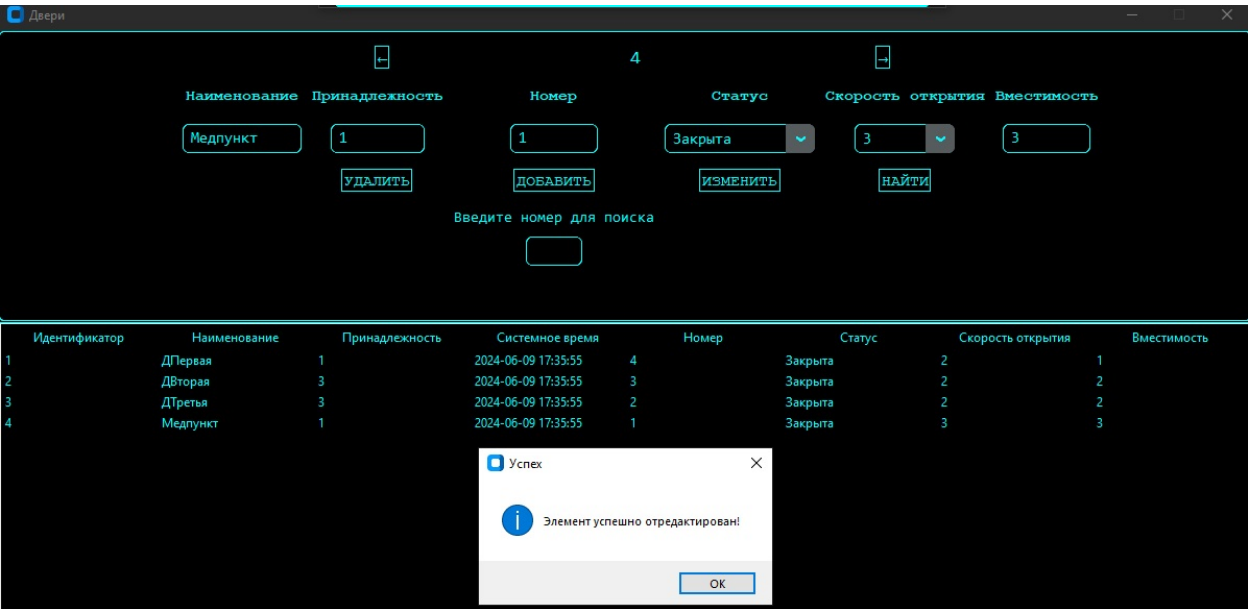 Двери
← 4 →
Наименование Принадлежность Номер Статус Скорость открытия Вместимость
Медпункт 1 1 Закрыта 3 3
УДАЛИТЬ ДОБАВИТЬ ИЗМЕНИТЬ НАЙТИ
Введите номер для поиска
Идентификатор Наименование Принадлежность Системное время Номер Статус Скорость открытия Вместимость
1 ДПервая 1 2024-06-09 17:35:55 4 Закрыта 2 1
2 ДВторая 3 2024-06-09 17:35:55 3 Закрыта 2 2
3 ДТретья 3 2024-06-09 17:35:55 2 Закрыта 2 2
4 Медпункт 1 2024-06-09 17:35:55 1 Закрыта 3 3
Успех
Элемент успешно отредактирован!
ОК